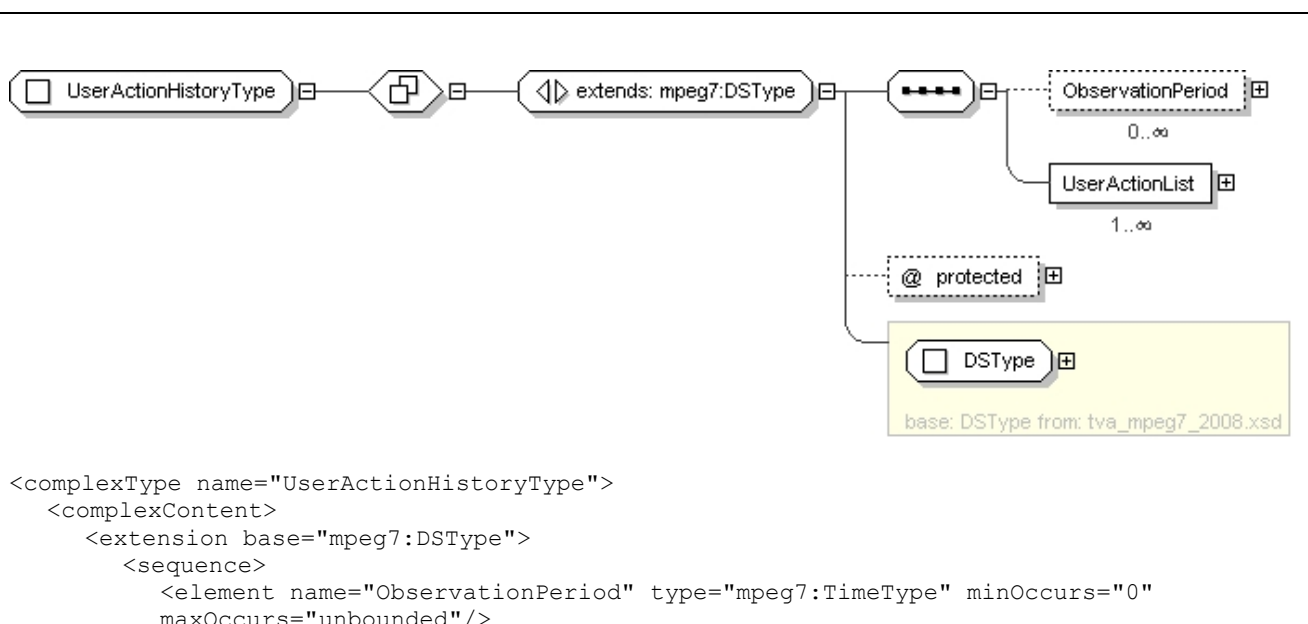 UserActionHistoryType
extends: mpeg7:DSType
ObservationPeriod
0..∞
UserActionList
1..∞
@ protected
DSType
base: DSType from: tva_mpeg7_2008.xsd
<complexType name="UserActionHistoryType">
<complexContent>
<extension base="mpeg7:DSType">
<sequence>
<element name="ObservationPeriod" type="mpeg7:TimeType" minOccurs="0"
maxOccurs="unbounded"/>